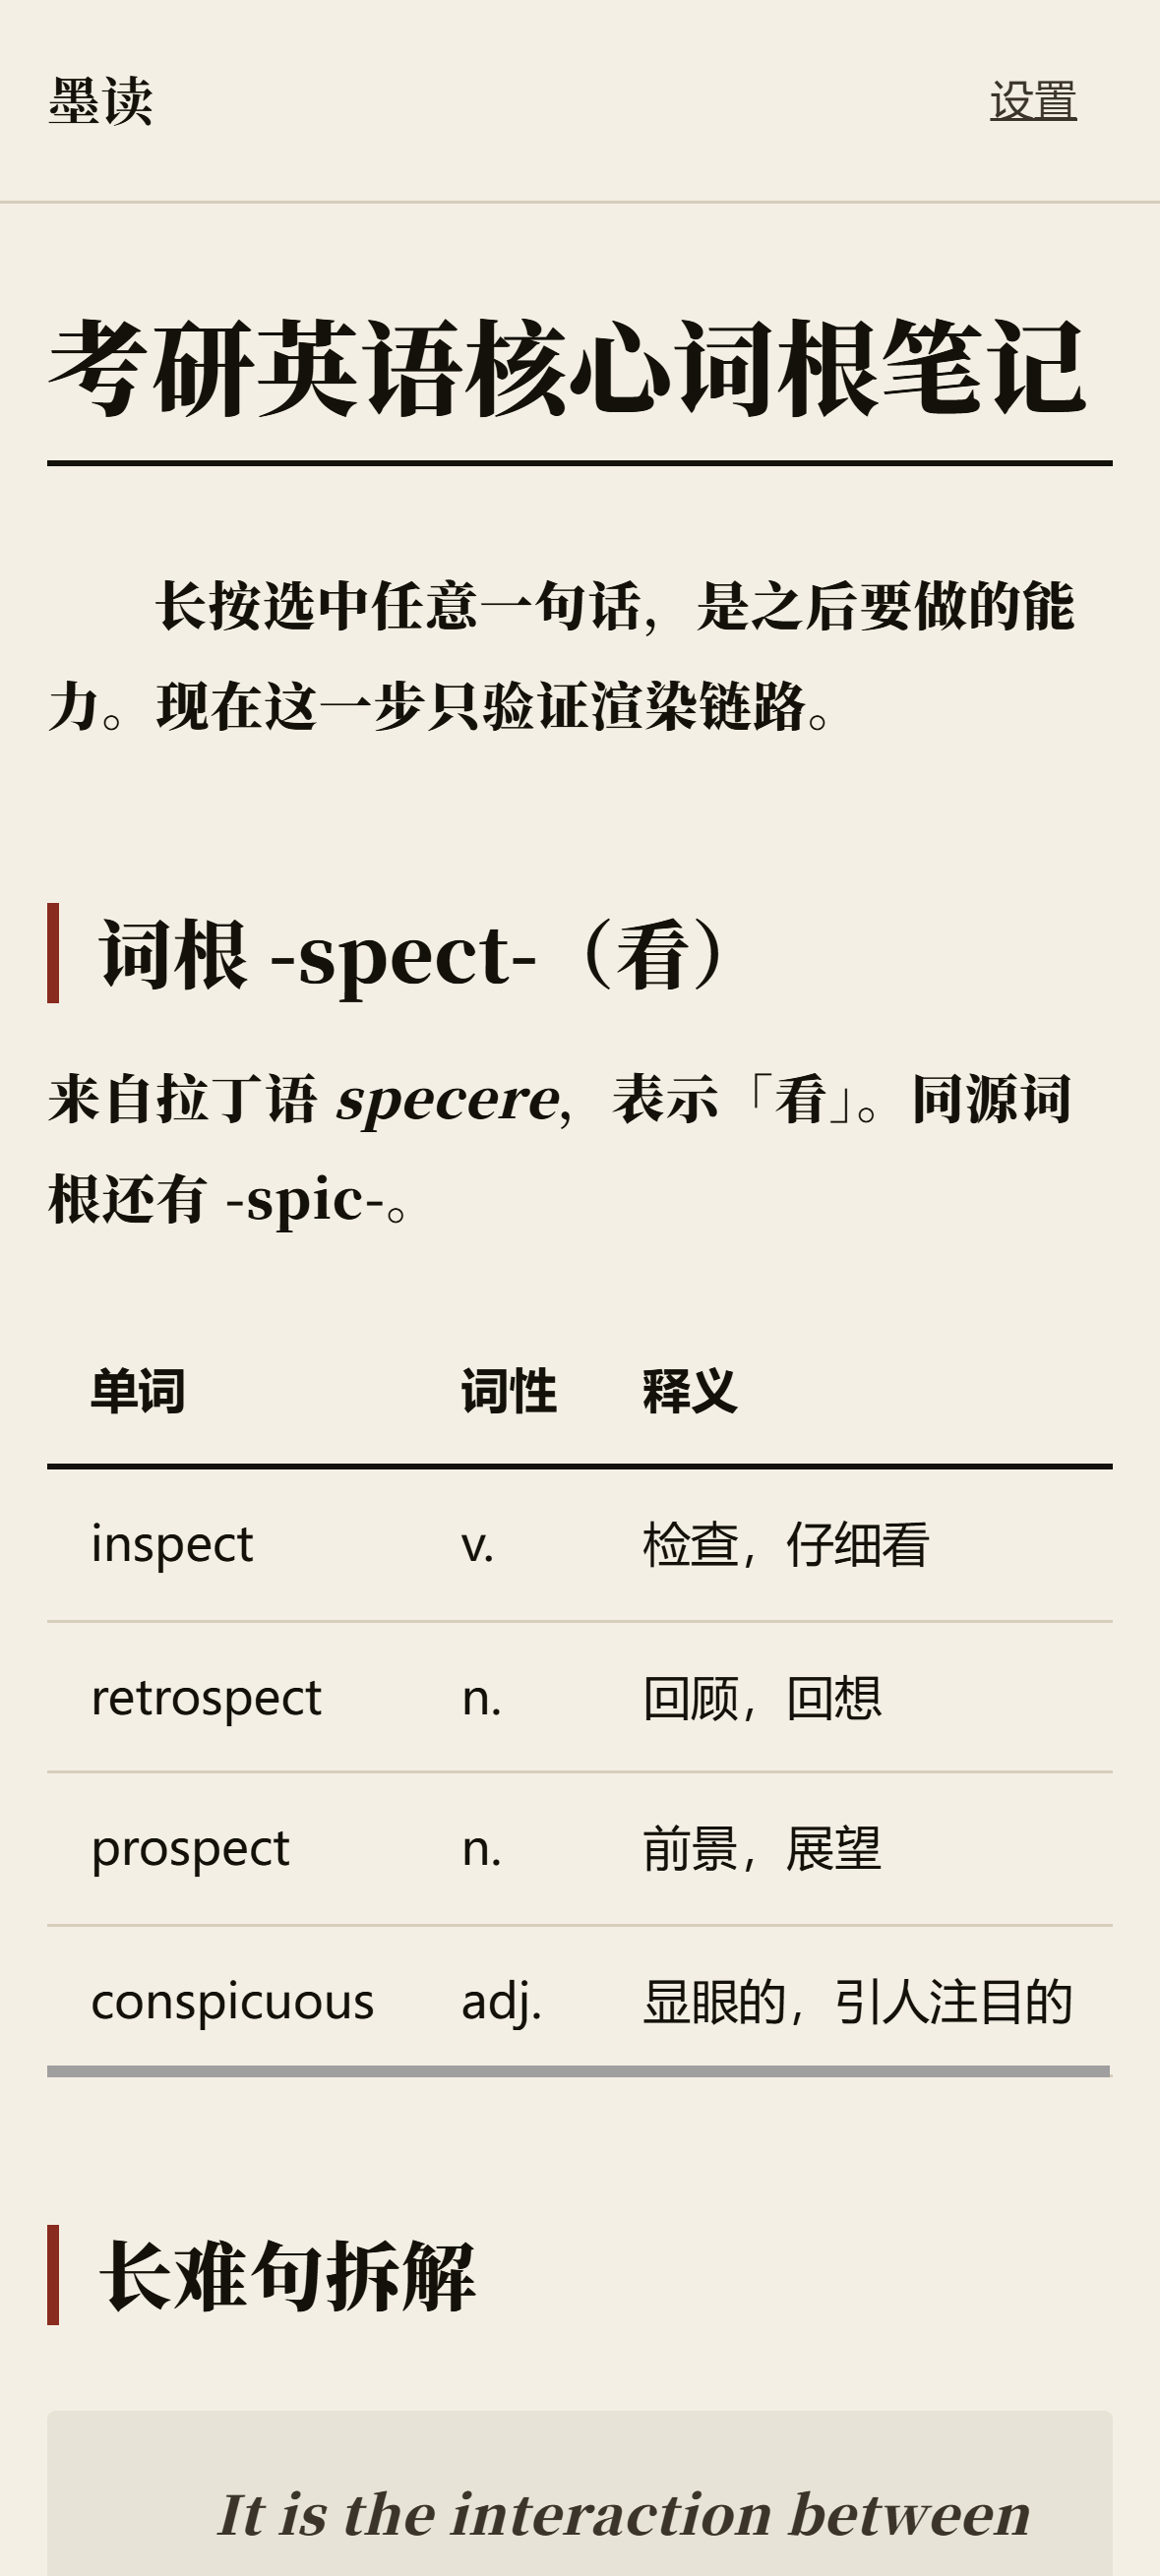 墨读 设置
考研英语核心词根笔记
长按选中任意一句话，是之后要做的能
力。现在这一步只验证渲染链路。
词根 -spect-（看）
来自拉丁语 specere，表示「看」。同源词
根还有 -spic-。
单词 词性 释义
inspect v. 检查，仔细看
retrospect n. 回顾，回想
prospect n. 前景，展望
conspicuous adj. 显眼的，引人注目的
长难句拆解
It is the interaction between